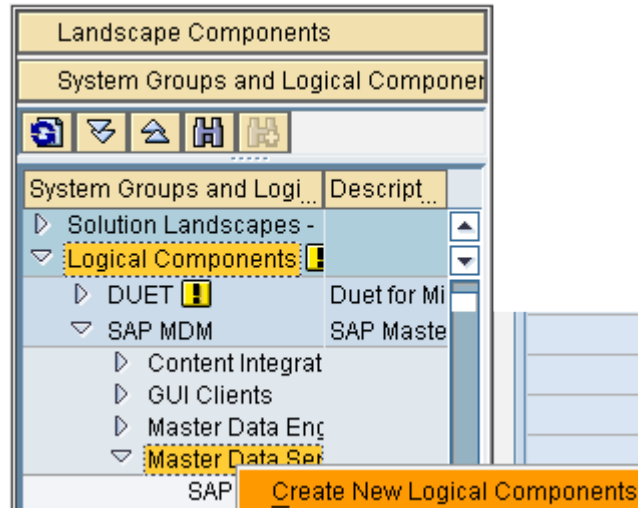 Landscape Components
System Groups and Logical Componen
System Groups and Logi... Descript...
Solution Landscapes -
Logical Components
DUET Duet for Mi
SAP MDM SAP Maste
Content Integrat
GUI Clients
Master Data Eng
Master Data Ser
SAP Create New Logical Components